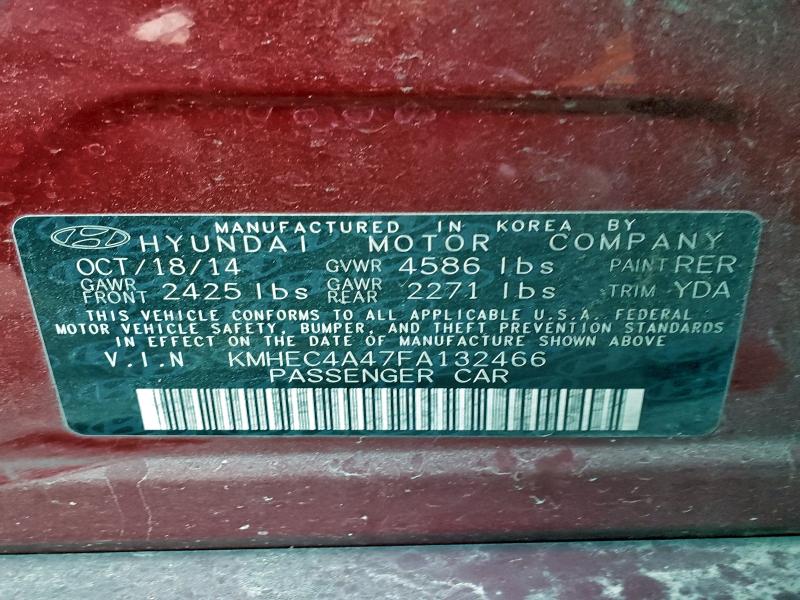 MANUFACTURED IN KOREA BY
HYUNDAI MOTOR COMPANY
OCT/18/14 GVWR 4586 lbs PAINT RER
GAWR FRONT 2425 lbs GAWR REAR 2271 lbs TRIM YDA
THIS VEHICLE CONFORMS TO ALL APPLICABLE U.S.A. FEDERAL
MOTOR VEHICLE SAFETY, BUMPER, AND THEFT PREVENTION STANDARDS
IN EFFECT ON THE DATE OF MANUFACTURE SHOWN ABOVE
V.I.N KMHEC4A47FA132466
PASSENGER CAR